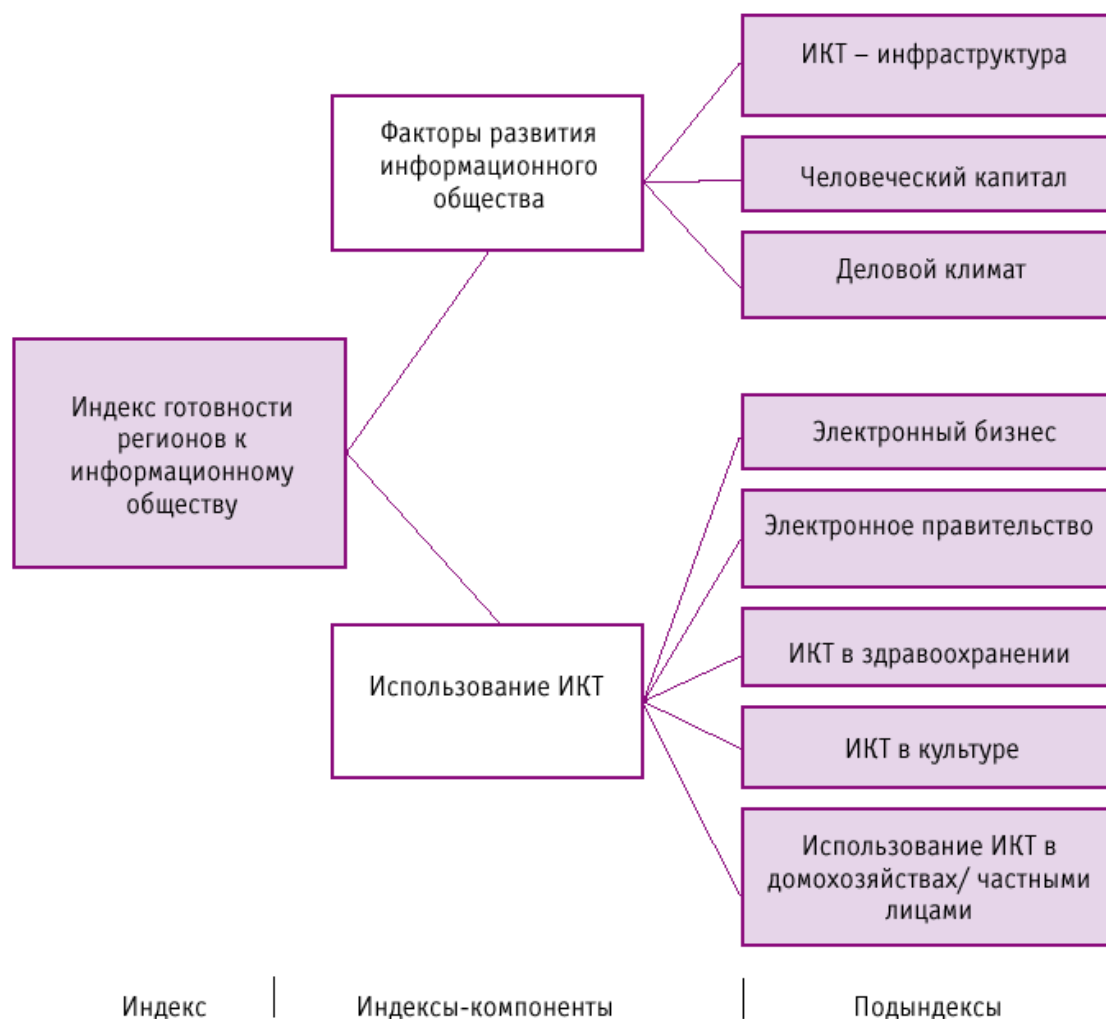 ИКТ – инфраструктура
Факторы развития
информационного
общества
Человеческий капитал
Деловой климат
Индекс готовности
регионов к
информационному
обществу
Электронный бизнес
Электронное правительство
Использование ИКТ
ИКТ в здравоохранении
ИКТ в культуре
Использование ИКТ в
домохозяйствах/ частными
лицами
Индекс
Индексы-компоненты
Подындексы